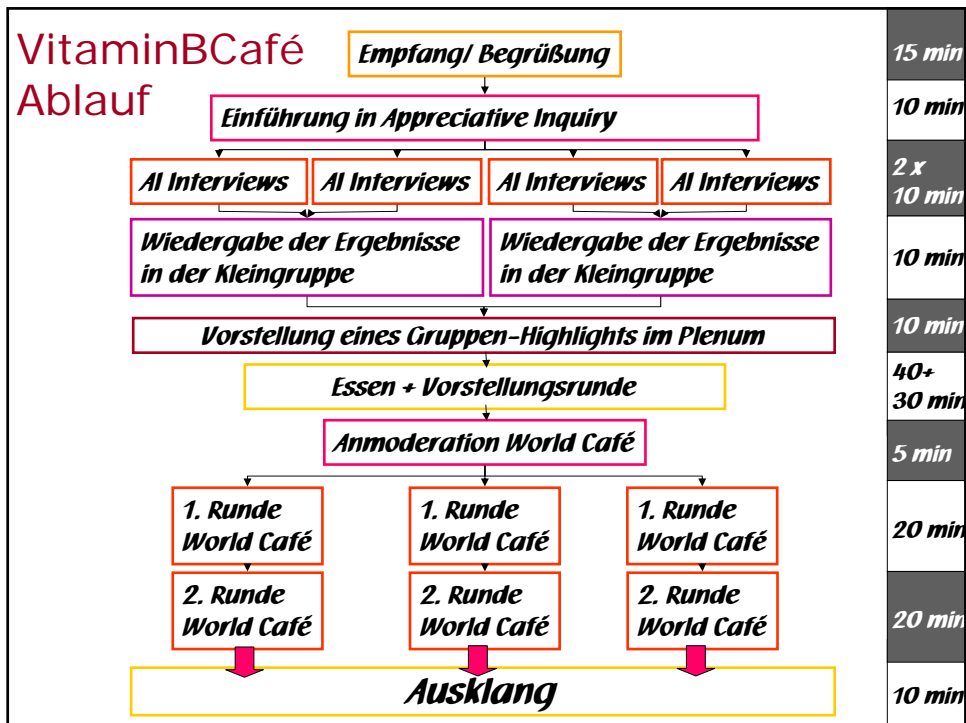 VitaminBCafé
Ablauf
Empfang/ Begrüßung
15 min
Einführung in Appreciative Inquiry
10 min
AI Interviews
AI Interviews
AI Interviews
AI Interviews
2 x
10 min
Wiedergabe der Ergebnisse
in der Kleingruppe
Wiedergabe der Ergebnisse
in der Kleingruppe
10 min
Vorstellung eines Gruppen-Highlights im Plenum
10 min
Essen + Vorstellungsrunde
40+
30 min
Anmoderation World Café
5 min
1. Runde
World Café
1. Runde
World Café
1. Runde
World Café
20 min
2. Runde
World Café
2. Runde
World Café
2. Runde
World Café
20 min
Ausklang
10 min